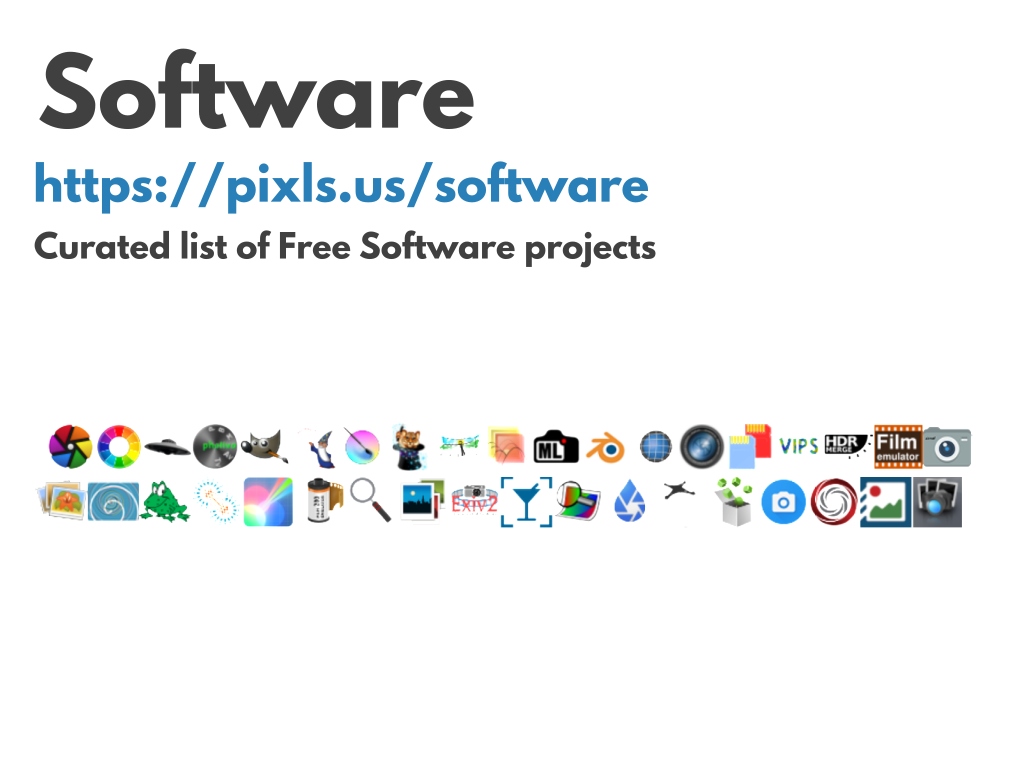 Software
https://pixls.us/software
Curated list of Free Software projects
ML
VIPS
HDR
MERGE
Film
emulator
EXIV2